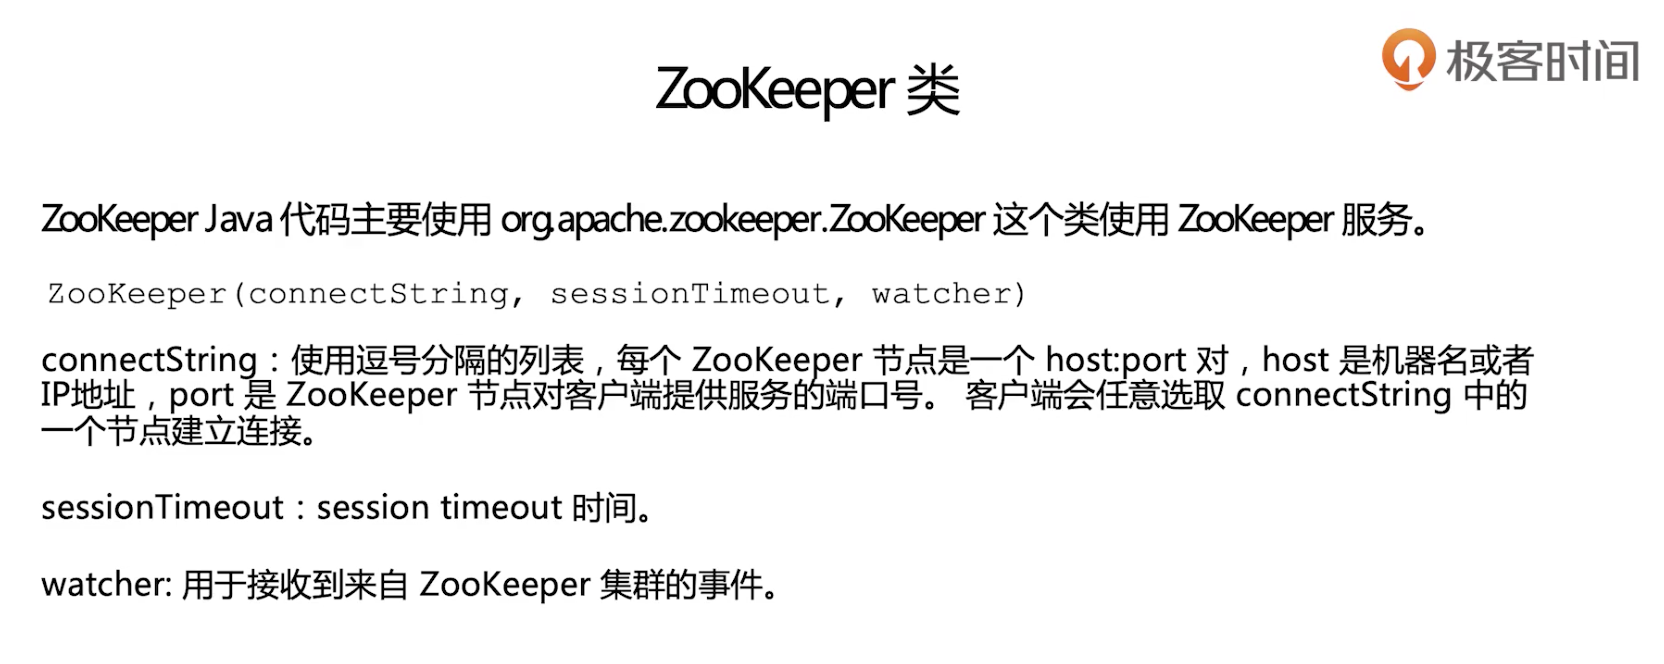 极客时间
ZooKeeper 类
ZooKeeper Java 代码主要使用 org.apache.zookeeper.ZooKeeper 这个类使用 ZooKeeper 服务。
ZooKeeper(connectString, sessionTimeout, watcher)
connectString：使用逗号分隔的列表，每个 ZooKeeper 节点是一个 host:port 对，host 是机器名或者
IP地址，port 是 ZooKeeper 节点对客户端提供服务的端口号。 客户端会任意选取 connectString 中的
一个节点建立连接。
sessionTimeout：session timeout 时间。
watcher: 用于接收到来自 ZooKeeper 集群的事件。